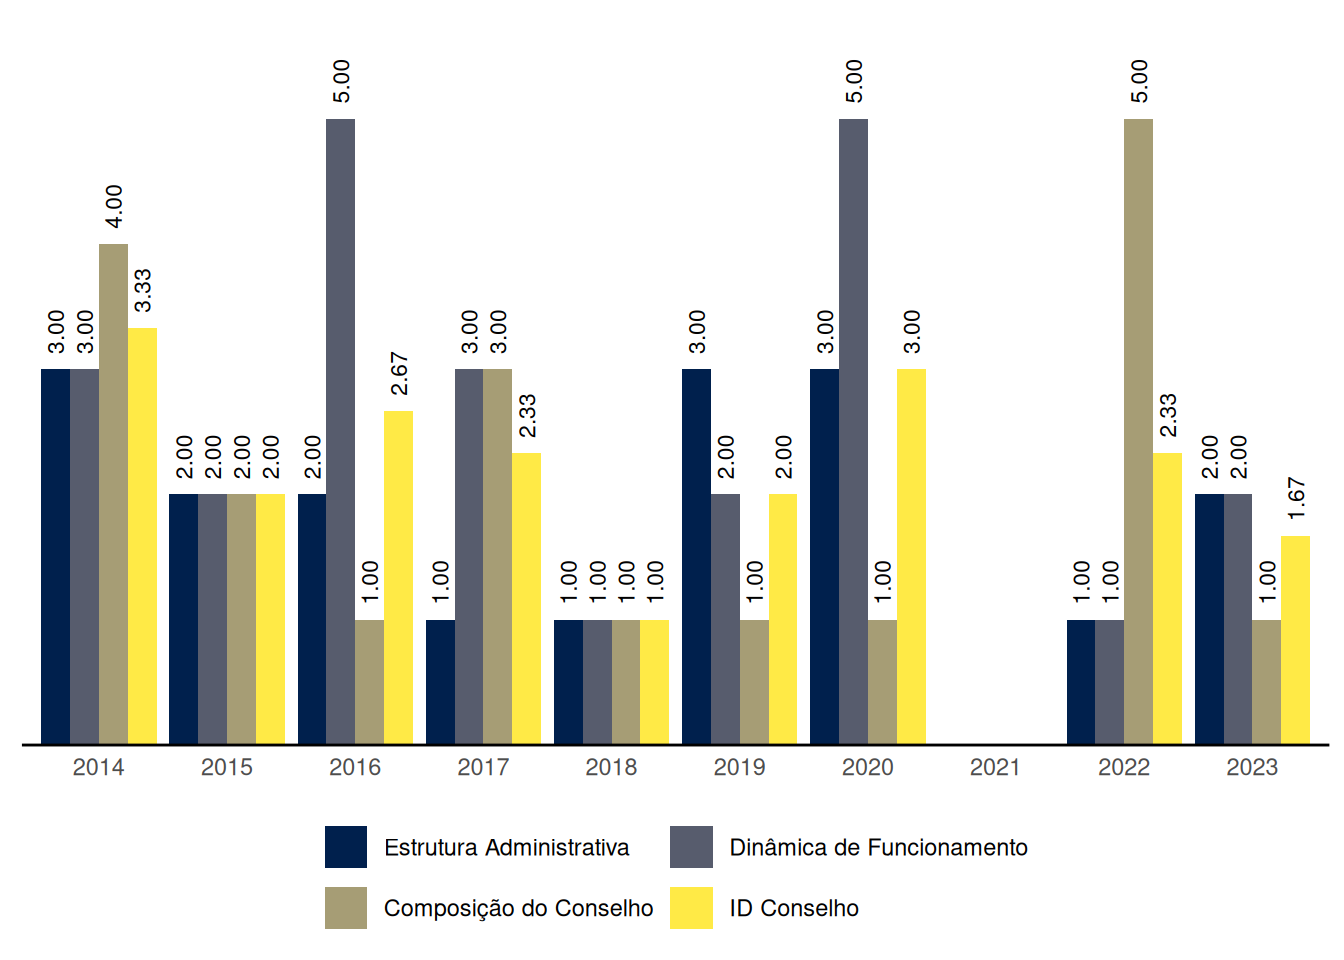 3.00 3.00 4.00 3.33 2.00 2.00 2.00 2.00 2.00 5.00 1.00 2.67 1.00 3.00 3.00 2.33 1.00 1.00 1.00 1.00 3.00 2.00 1.00 2.00 3.00 5.00 1.00 3.00 1.00 1.00 5.00 2.33 2.00 2.00 1.00 1.67
2014 2015 2016 2017 2018 2019 2020 2021 2022 2023
Estrutura Administrativa Dinâmica de Funcionamento
Composição do Conselho ID Conselho